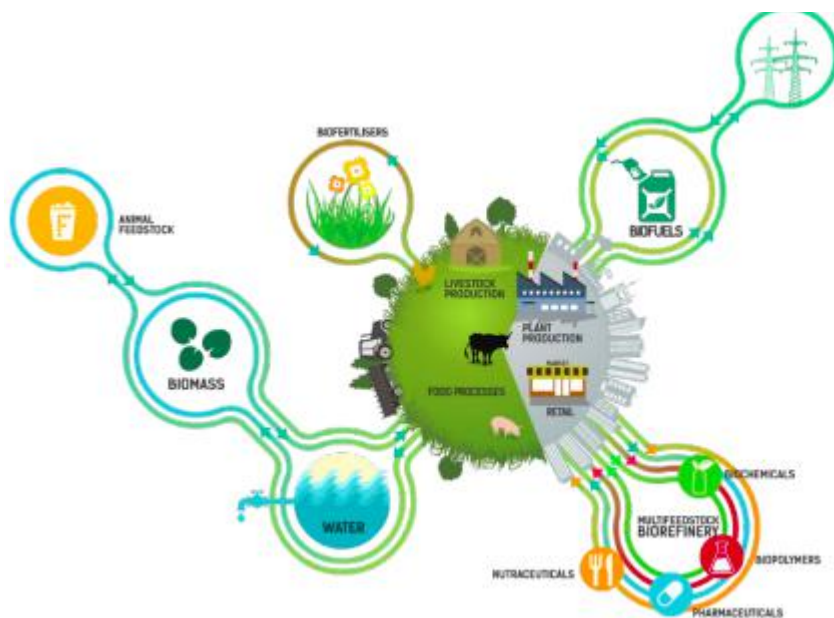 BIOFERTILISERS
ANIMAL
FEEDSTOCK
F
BIOFUELS
LIVESTOCK
PRODUCTION
PLANT
PRODUCTION
BIOMASS
MARKET
FOOD PROCESSES
RETAIL
WATER
BIOCHEMICALS
MULTIFEEDSTOCK
BIOREFINERY
BIOPOLYMERS
NUTRACEUTICALS
PHARMACEUTICALS